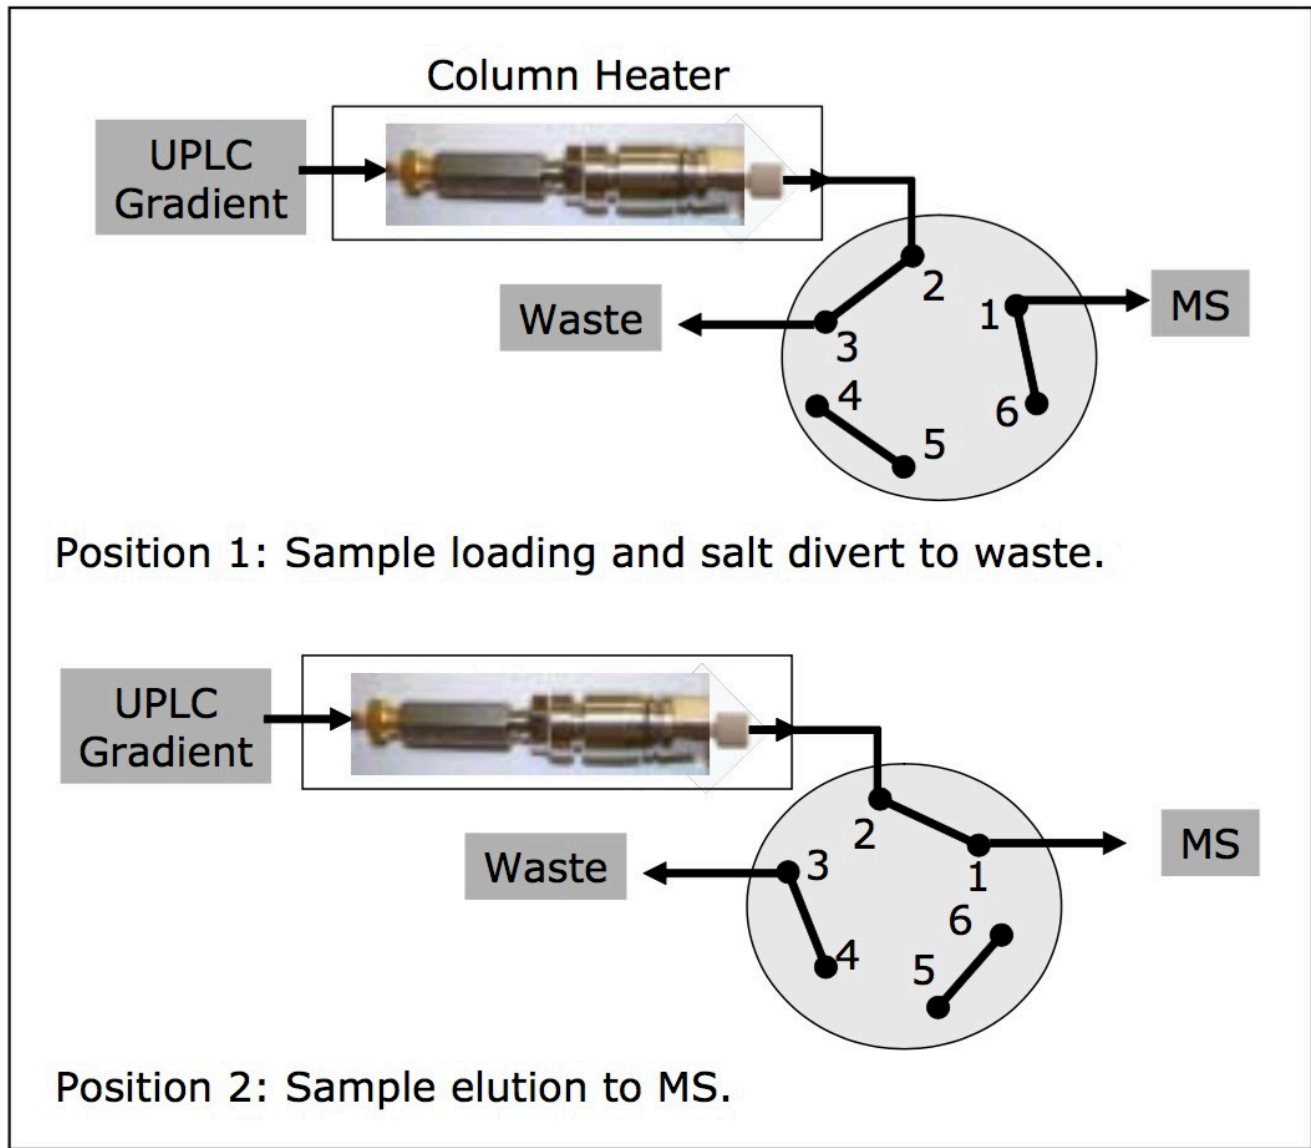 Column Heater
UPLC
Gradient
2
1
MS
Waste
3
4
6
5
Position 1: Sample loading and salt divert to waste.
UPLC
Gradient
2
1
MS
Waste
3
6
4
5
Position 2: Sample elution to MS.